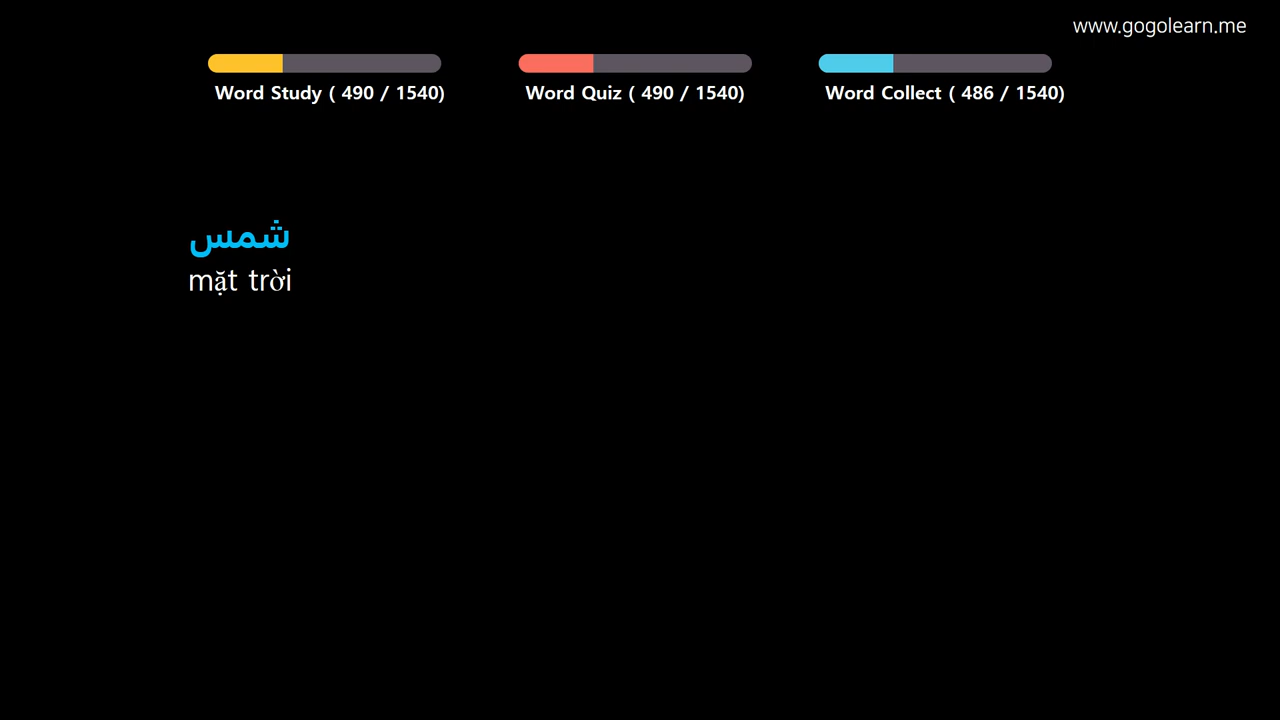 www.gogolearn.me
Word Study ( 490 / 1540)
Word Quiz ( 490 / 1540)
Word Collect ( 486 / 1540)
شمس
mặt trời